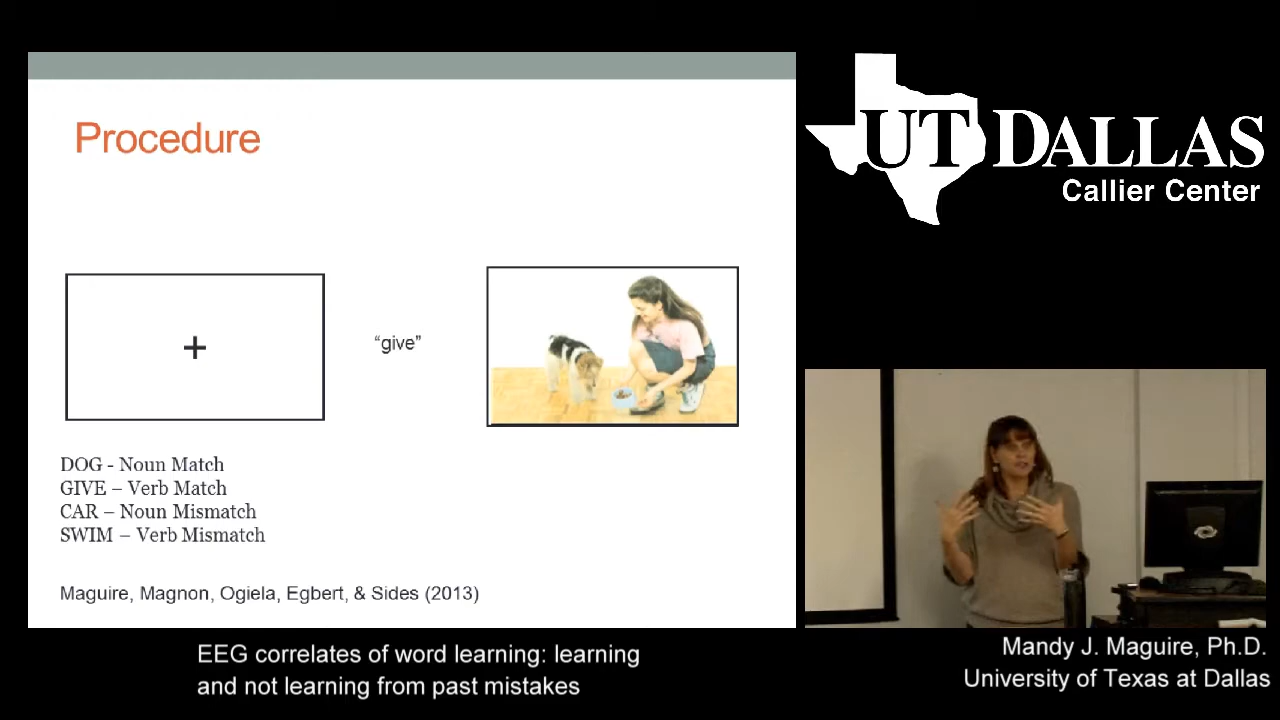 Procedure
+
“give”
DOG - Noun Match
GIVE – Verb Match
CAR – Noun Mismatch
SWIM – Verb Mismatch
Maguire, Magnon, Ogiela, Egbert, & Sides (2013)
UT DALLAS
Callier Center
EEG correlates of word learning: learning
and not learning from past mistakes
Mandy J. Maguire, Ph.D.
University of Texas at Dallas